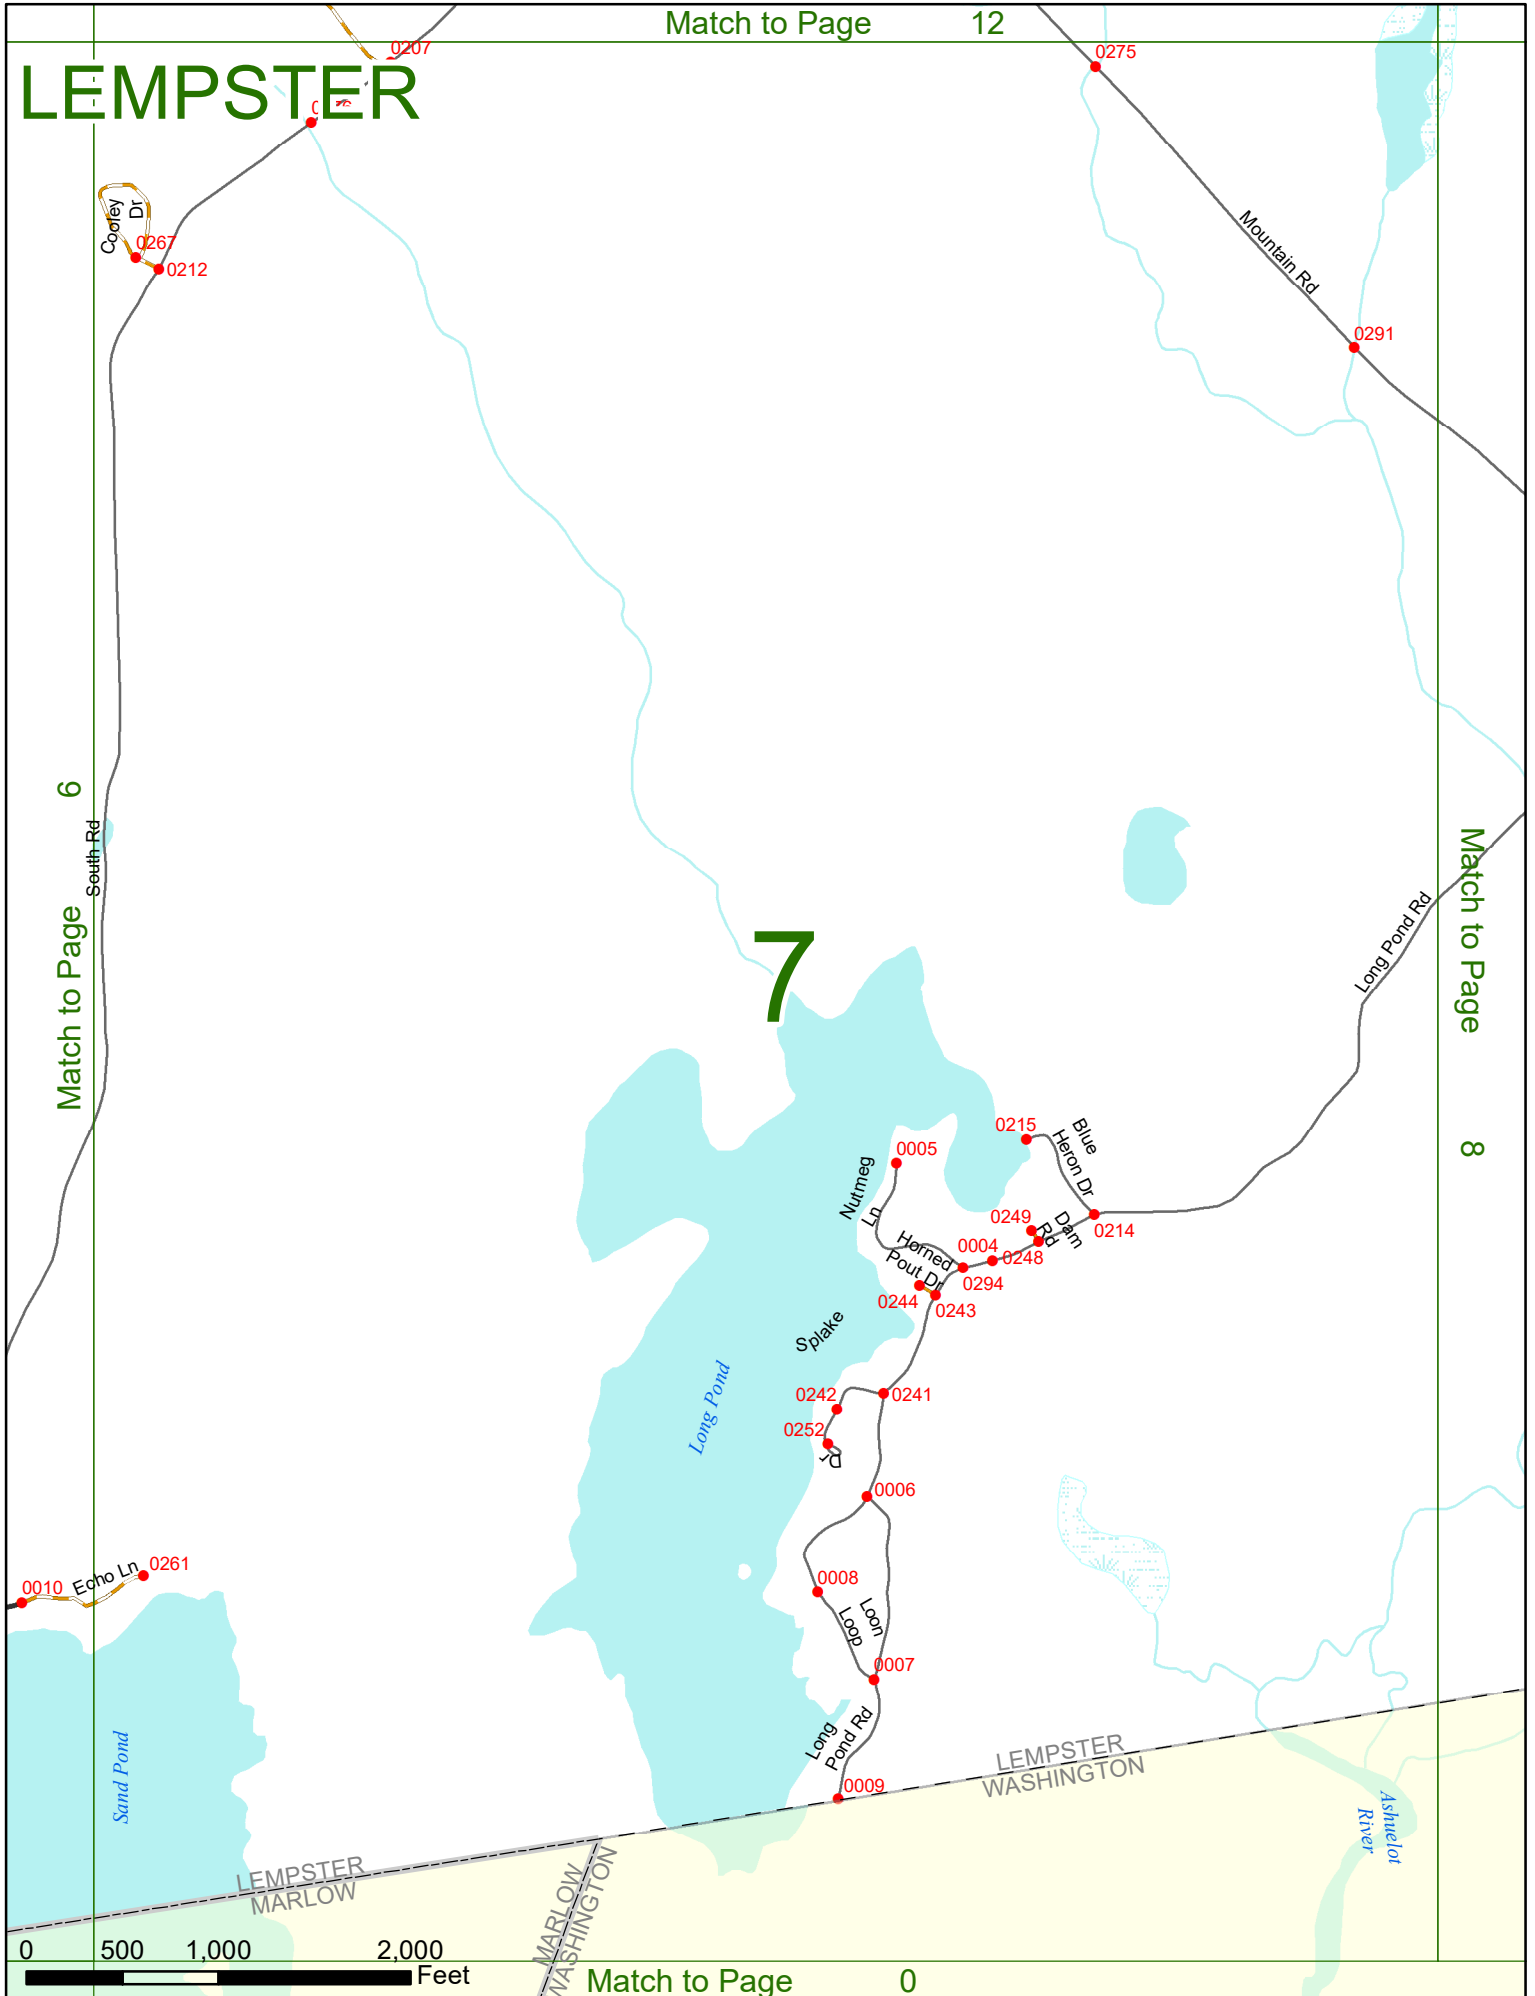 Match to Page 12
LEMPSTER
0207
0275
Cooley
Dr
0267
0212
Mountain Rd
0291
Match to Page 6
South Rd
7
Match to Page 8
Long Pond Rd
0215
Blue
Heron Dr
0005
Nutmeg
Ln
0249
Dam
Rd
0214
Horned
Pout Dr
0004
0248
0294
0244
0243
Splake
Dr
Long Pond
0242
0241
0252
0006
0010
Echo Ln
0261
0008
Loon
Loop
0007
Long
Pond Rd
0009
Sand Pond
LEMPSTER
WASHINGTON
Ashuelot
River
LEMPSTER
MARLOW
MARLOW
WASHINGTON
0 500 1,000 2,000
Feet
Match to Page 0